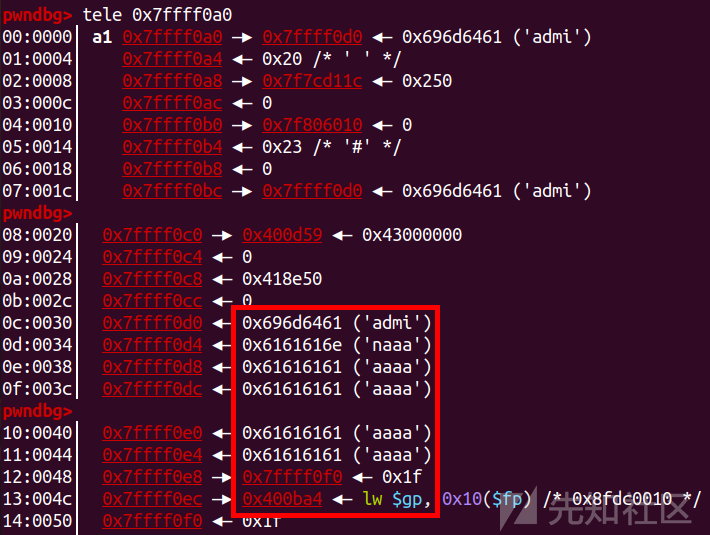 pwndbg> tele 0x7ffff0a0
00:0000│ a1 0x7ffff0a0 —▸ 0x7ffff0d0 ◂— 0x696d6461 ('admi')
01:0004│    0x7ffff0a4 ◂— 0x20 /* ' ' */
02:0008│    0x7ffff0a8 —▸ 0x7f7cd11c ◂— 0x250
03:000c│    0x7ffff0ac ◂— 0
04:0010│    0x7ffff0b0 —▸ 0x7f806010 ◂— 0
05:0014│    0x7ffff0b4 ◂— 0x23 /* '#' */
06:0018│    0x7ffff0b8 ◂— 0
07:001c│    0x7ffff0bc —▸ 0x7ffff0d0 ◂— 0x696d6461 ('admi')
pwndbg>
08:0020│  0x7ffff0c0 —▸ 0x400d59 ◂— 0x43000000
09:0024│  0x7ffff0c4 ◂— 0
0a:0028│  0x7ffff0c8 ◂— 0x418e50
0b:002c│  0x7ffff0cc ◂— 0
0c:0030│  0x7ffff0d0 ◂— 0x696d6461 ('admi')
0d:0034│  0x7ffff0d4 ◂— 0x6161616e ('naaa')
0e:0038│  0x7ffff0d8 ◂— 0x61616161 ('aaaa')
0f:003c│  0x7ffff0dc ◂— 0x61616161 ('aaaa')
pwndbg>
10:0040│  0x7ffff0e0 ◂— 0x61616161 ('aaaa')
11:0044│  0x7ffff0e4 ◂— 0x61616161 ('aaaa')
12:0048│  0x7ffff0e8 —▸ 0x7ffff0f0 ◂— 0x1f
13:004c│  0x7ffff0ec —▸ 0x400ba4 ◂— lw $gp, 0x10($fp) /* 0x8fdc0010 */
14:0050│  0x7ffff0f0 ◂— 0x1f
先知社区